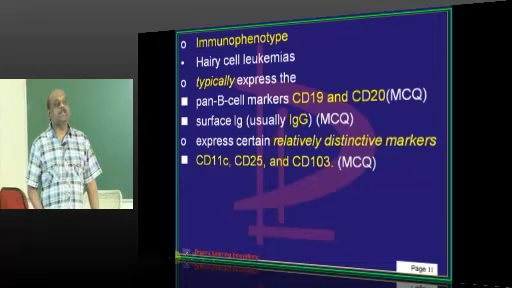 Immunophenotype
Hairy cell leukemias
typically express the
pan-B-cell markers CD19 and CD20(MCQ)
surface Ig (usually IgG) (MCQ)
express certain relatively distinctive markers
CD11c, CD25, and CD103. (MCQ)
Page 11